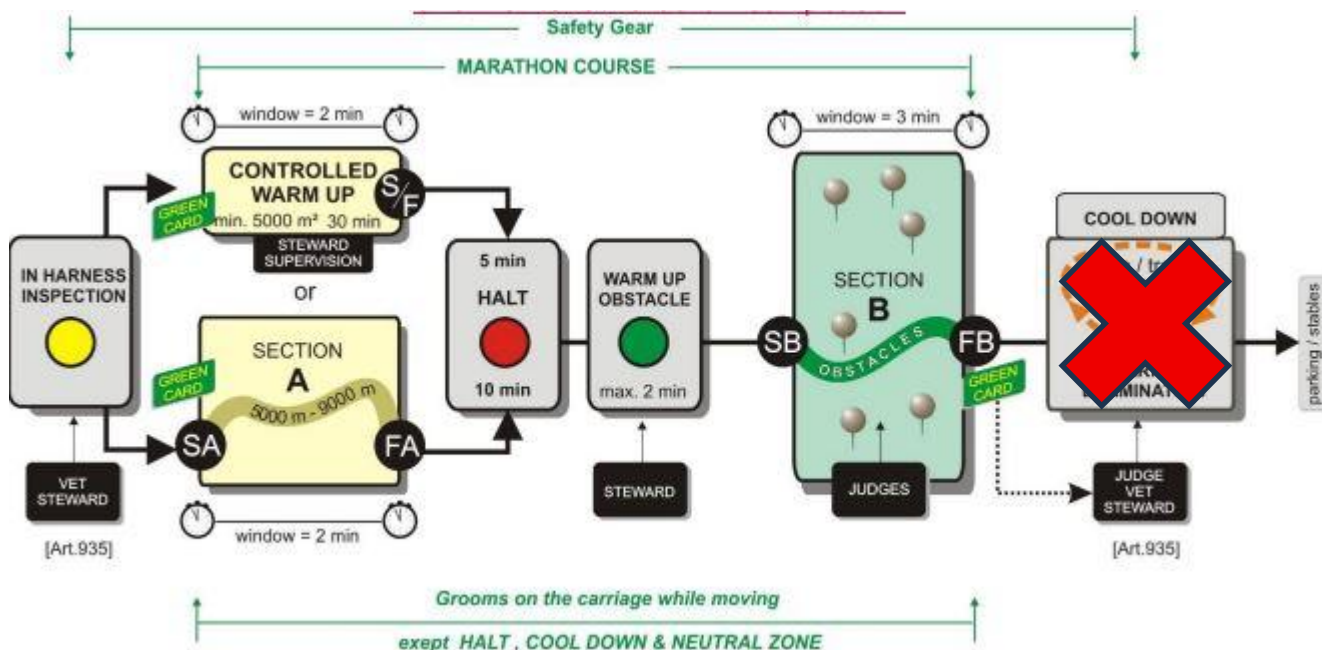 Safety Gear
MARATHON COURSE
window = 2 min
window = 3 min
CONTROLLED
WARM UP
min. 5000 m² 30 min
S/F
GREEN
CARD
STEWARD
SUPERVISION
or
IN HARNESS
INSPECTION
VET
STEWARD
[Art.935]
GREEN
CARD
SECTION
A
5000 m - 9000 m
SA
FA
window = 2 min
5 min
HALT
10 min
WARM UP
OBSTACLE
max. 2 min
STEWARD
SECTION
B
SB
OBSTACLES
FB
JUDGES
GREEN
CARD
COOL DOWN
JUDGE
VET
STEWARD
[Art.935]
parking / stables
Grooms on the carriage while moving
exept HALT , COOL DOWN & NEUTRAL ZONE